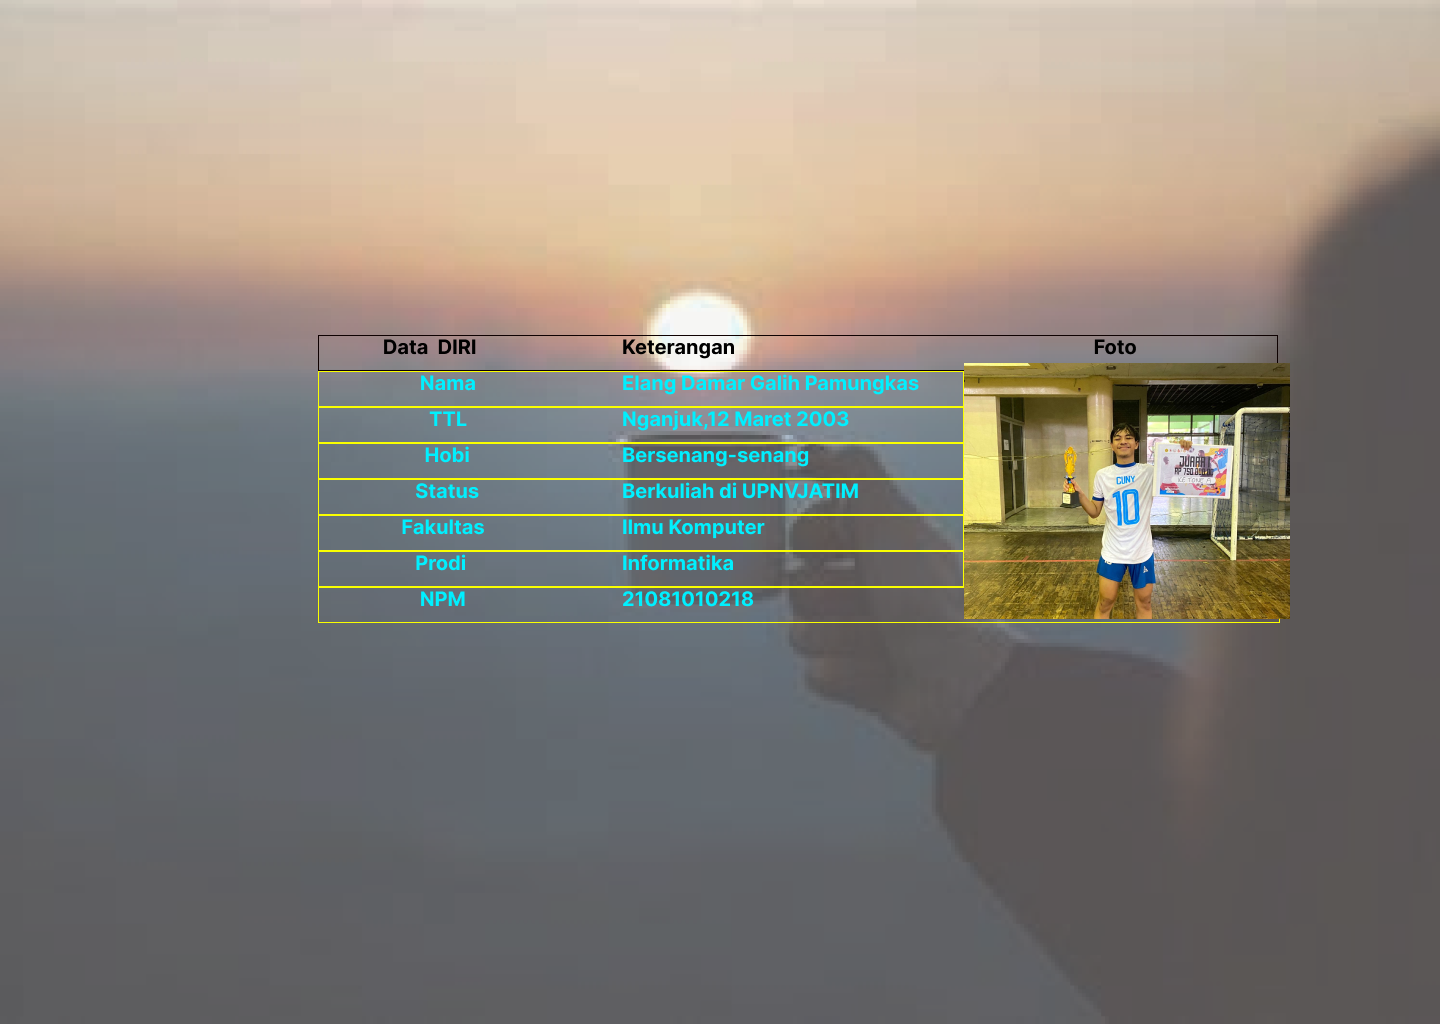 Data DIRI Keterangan Foto
Nama Elang Damar Galih Pamungkas
TTL Nganjuk,12 Maret 2003
Hobi Bersenang-senang
Status Berkuliah di UPNVJATIM
Fakultas Ilmu Komputer
Prodi Informatika
NPM 21081010218
JUARA 1
RP 750.000
CUNY
10